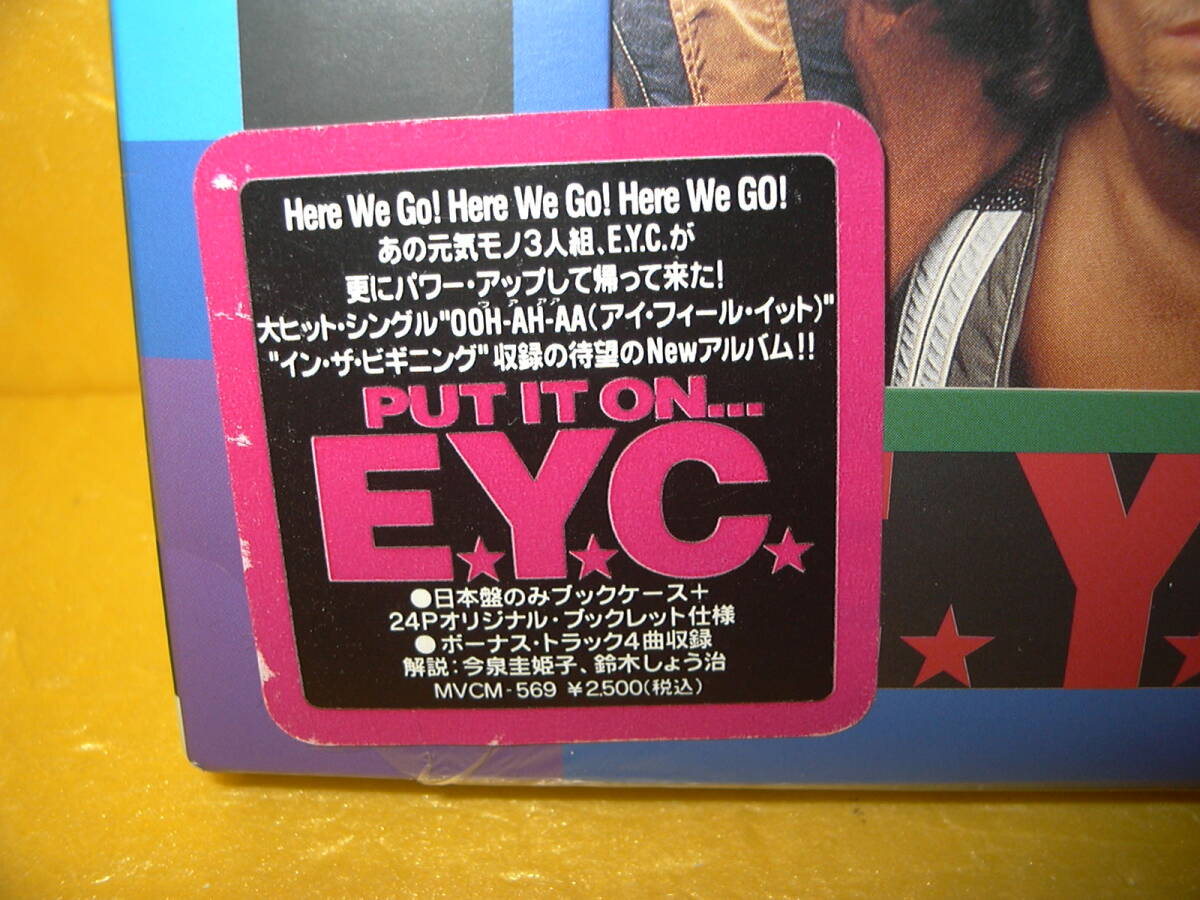 Here We Go! Here We Go! Here We GO!
あの元気モノ3人組、E.Y.C.が
更にパワー・アップして帰って来た!
ウ ア アア
大ヒット・シングル"OOH-AH-AA(アイ・フィール・イット)"
"イン・ザ・ビギニング"収録の待望のNewアルバム!!
PUT IT ON...
E.Y.C.
●日本盤のみブックケース+
24Pオリジナル・ブックレット仕様
●ボーナス・トラック4曲収録
解説:今泉圭姫子、鈴木しょう治
MVCM-569 ¥2,500(税込)
Y